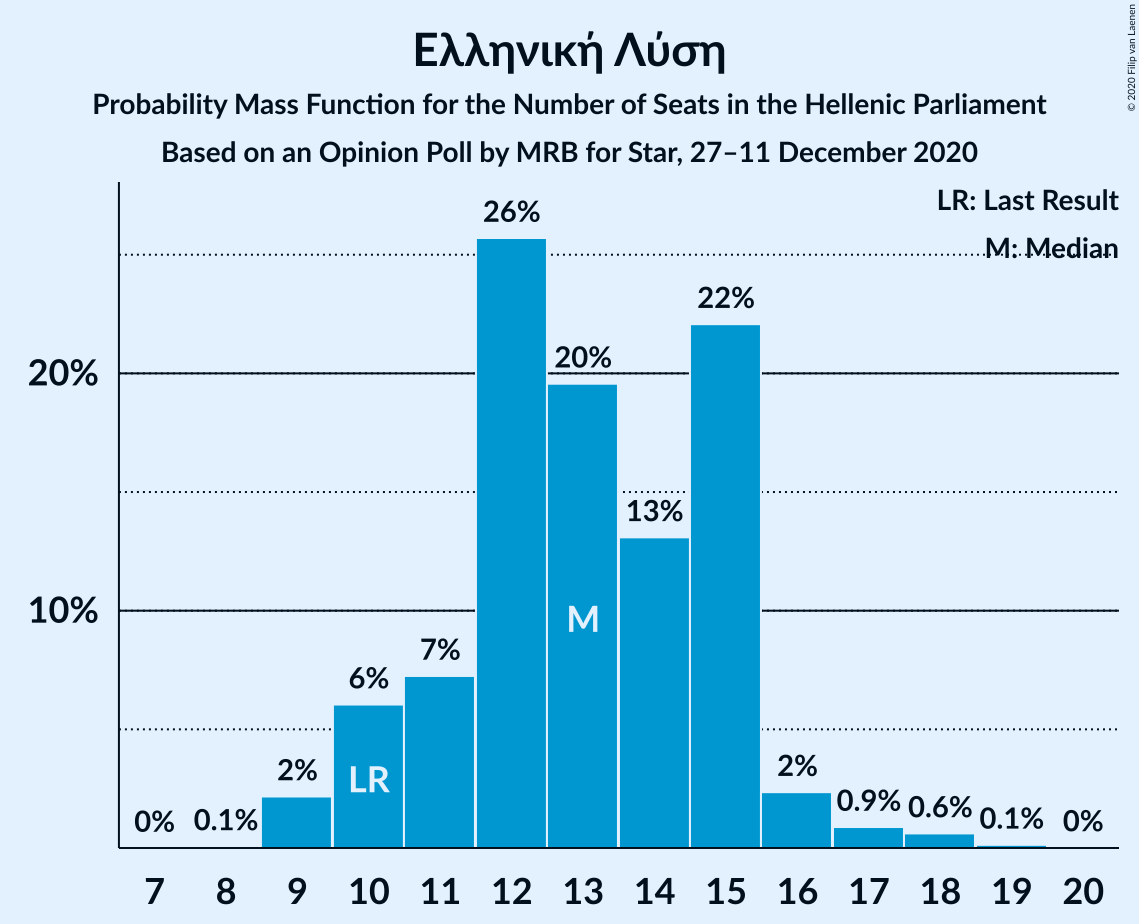 Ελληνική Λύση
Probability Mass Function for the Number of Seats in the Hellenic Parliament
Based on an Opinion Poll by MRB for Star, 27–11 December 2020
© 2020 Filip van Laenen
LR: Last Result
M: Median
26%
22%
20%
20%
13%
10%
M
7%
6%
LR
2%
2%
0%
0.1%
0.9%
0.6%
0.1%
0%
7 8 9 10 11 12 13 14 15 16 17 18 19 20